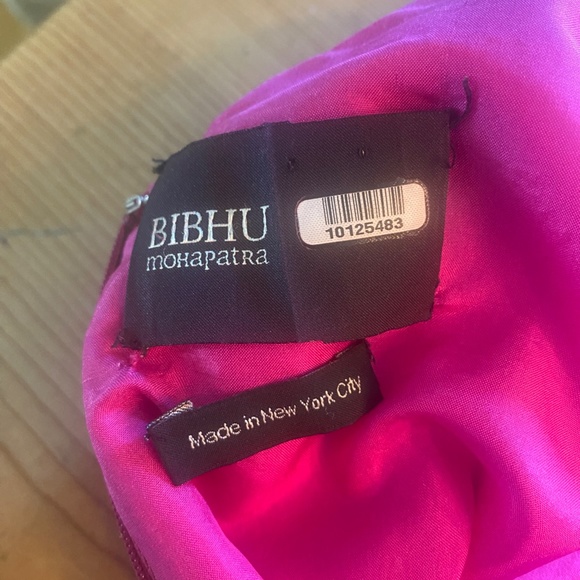 BIBHU
moHapatRa
10125483
Made in New York City